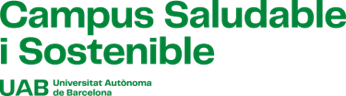 Campus Saludable
i Sostenible
UAB Universitat Autònoma
de Barcelona